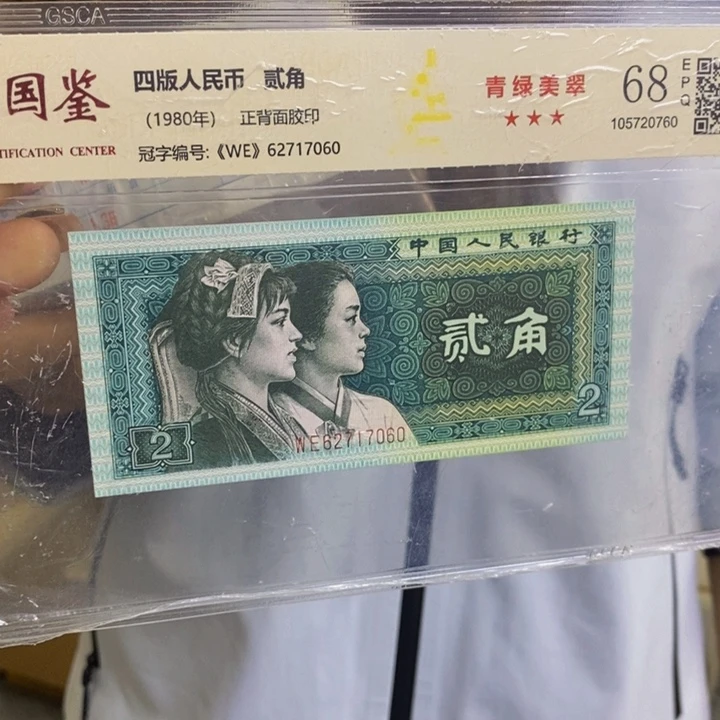 GSCA
国鉴
TIFICATION CENTER
四版人民币 贰角
(1980年) 正背面胶印
冠字编号:《WE》62717060
青绿美翠
★★★
68
EPQ
105720760
中国人民银行
2
贰角
2
2
WE62717060